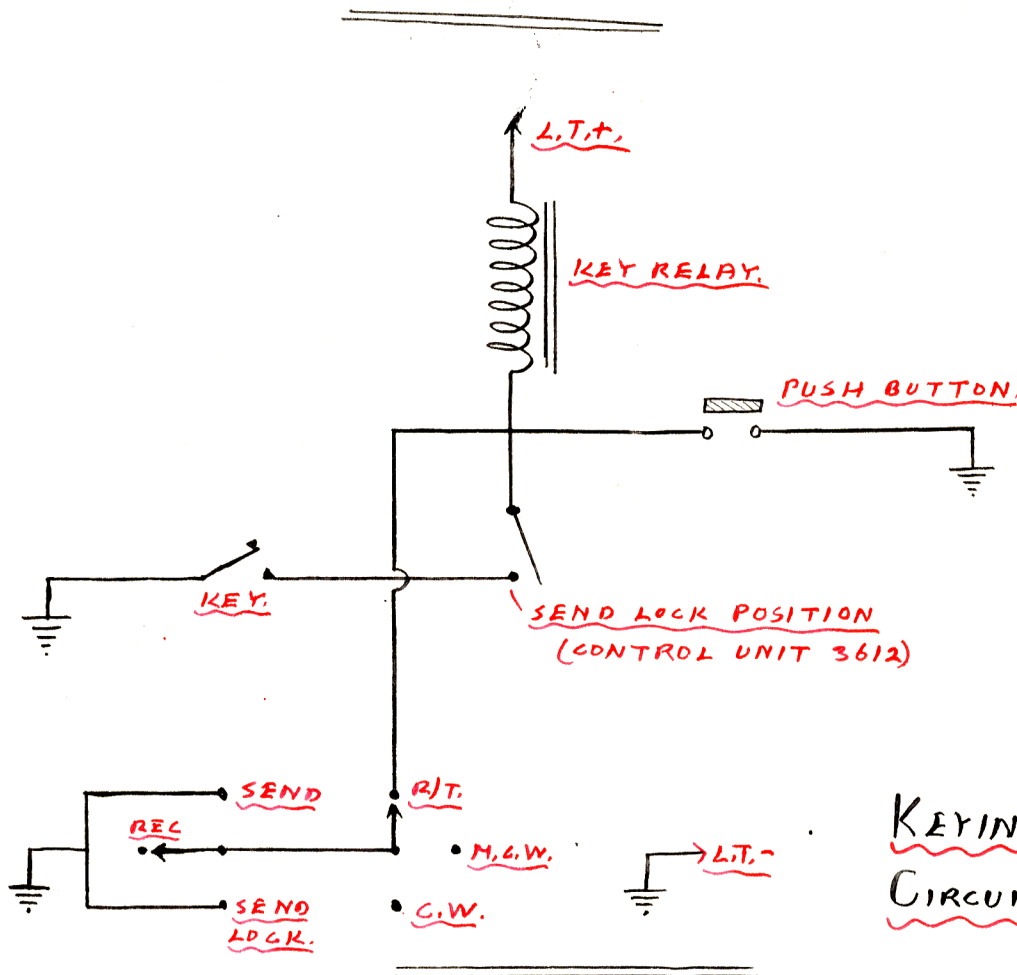 L.T.+.
KEY RELAY.
PUSH BUTTON.
KEY.
SEND LOCK POSITION
(CONTROL UNIT 3612)
SEND
R/T.
REC
M.C.W.
L.T.-
SEND
LOCK.
C.W.
KEYIN
CIRCUI